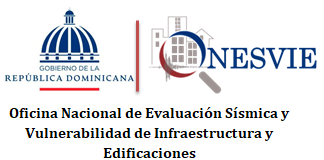 GOBIERNO DE LA
REPÚBLICA DOMINICANA
ONESVIE
Oficina Nacional de Evaluación Sísmica y
Vulnerabilidad de Infraestructura y
Edificaciones